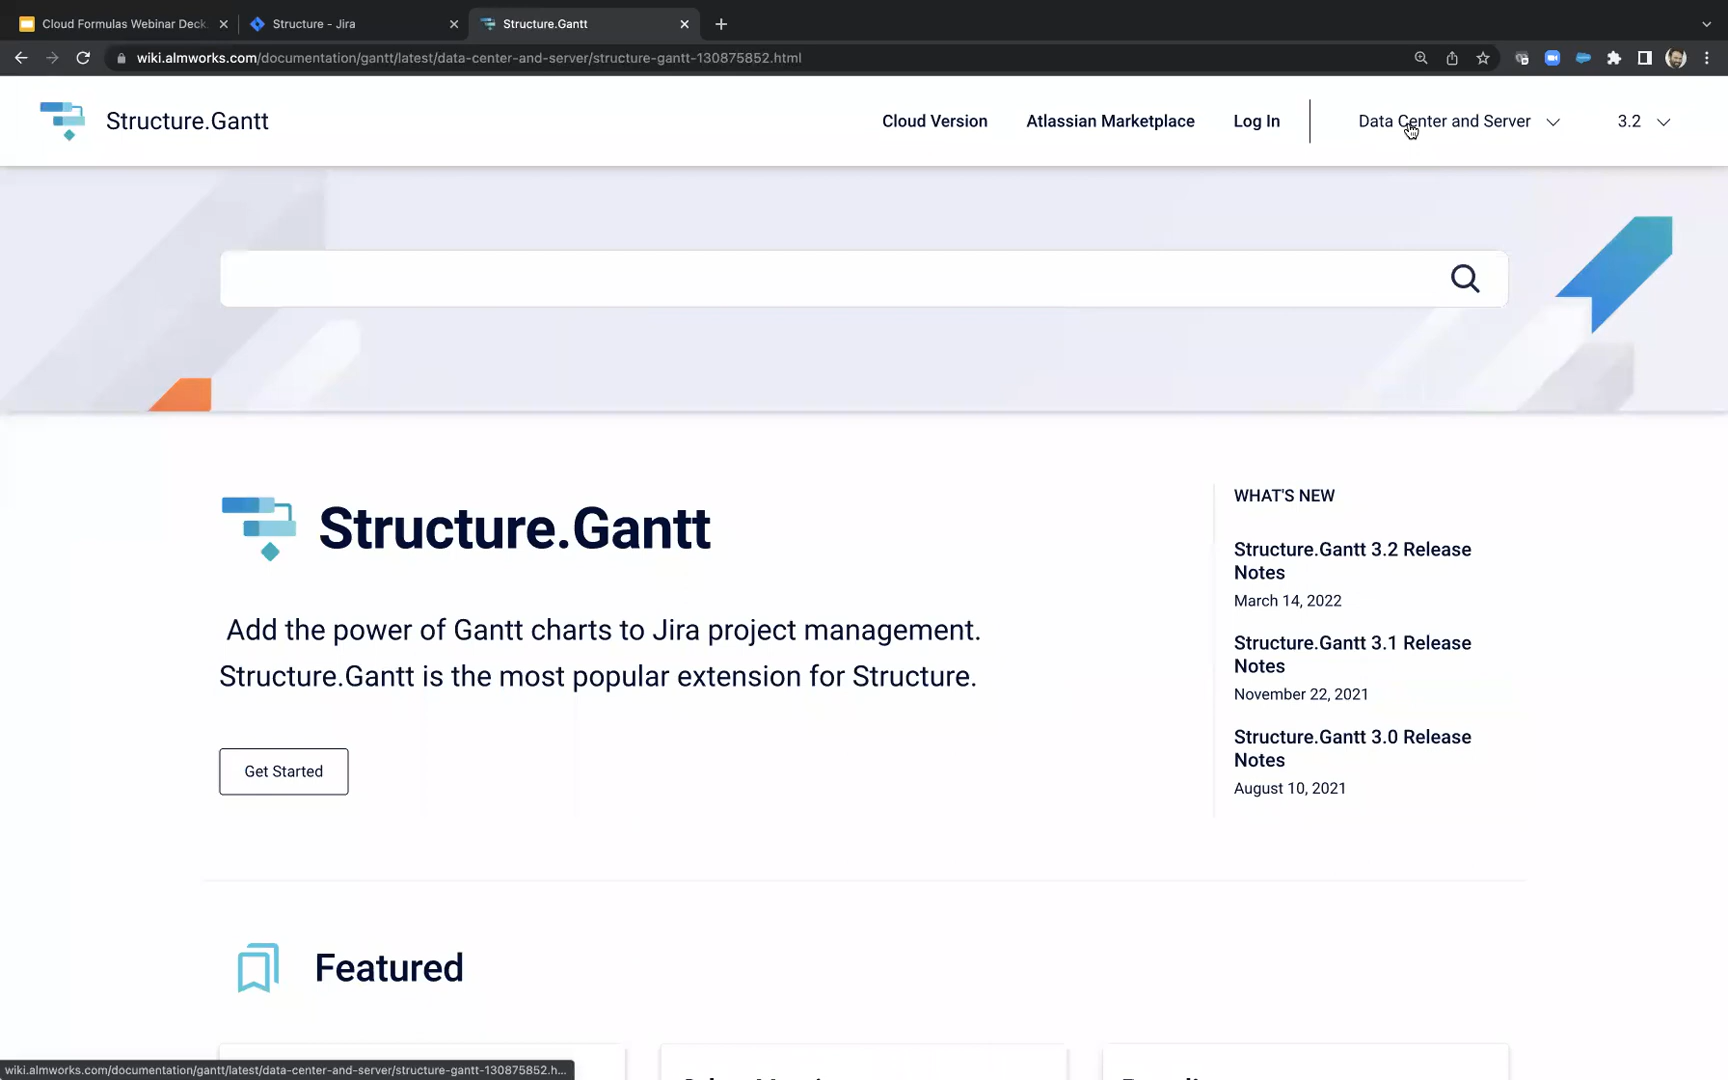 Cloud Formulas Webinar Deck
Structure - Jira
Structure.Gantt
wiki.almworks.com/documentation/gantt/latest/data-center-and-server/structure-gantt-130875852.html
Structure.Gantt
Cloud Version
Atlassian Marketplace
Log In
Data Center and Server
3.2
Structure.Gantt
Add the power of Gantt charts to Jira project management.
Structure.Gantt is the most popular extension for Structure.
Get Started
WHAT'S NEW
Structure.Gantt 3.2 Release
Notes
March 14, 2022
Structure.Gantt 3.1 Release
Notes
November 22, 2021
Structure.Gantt 3.0 Release
Notes
August 10, 2021
Featured
wiki.almworks.com/documentation/gantt/latest/data-center-and-server/structure-gantt-130875852.h...